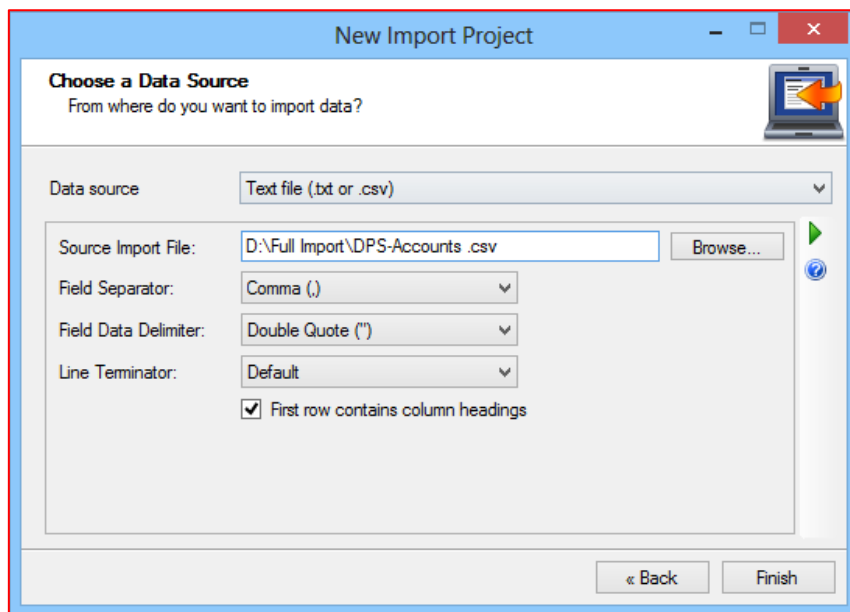 New Import Project
Choose a Data Source
From where do you want to import data?
Data source
Text file (.txt or .csv)
Source Import File:
D:\Full Import\DPS-Accounts .csv
Browse...
Field Separator:
Comma (,)
Field Data Delimiter:
Double Quote (")
Line Terminator:
Default
First row contains column headings
« Back
Finish